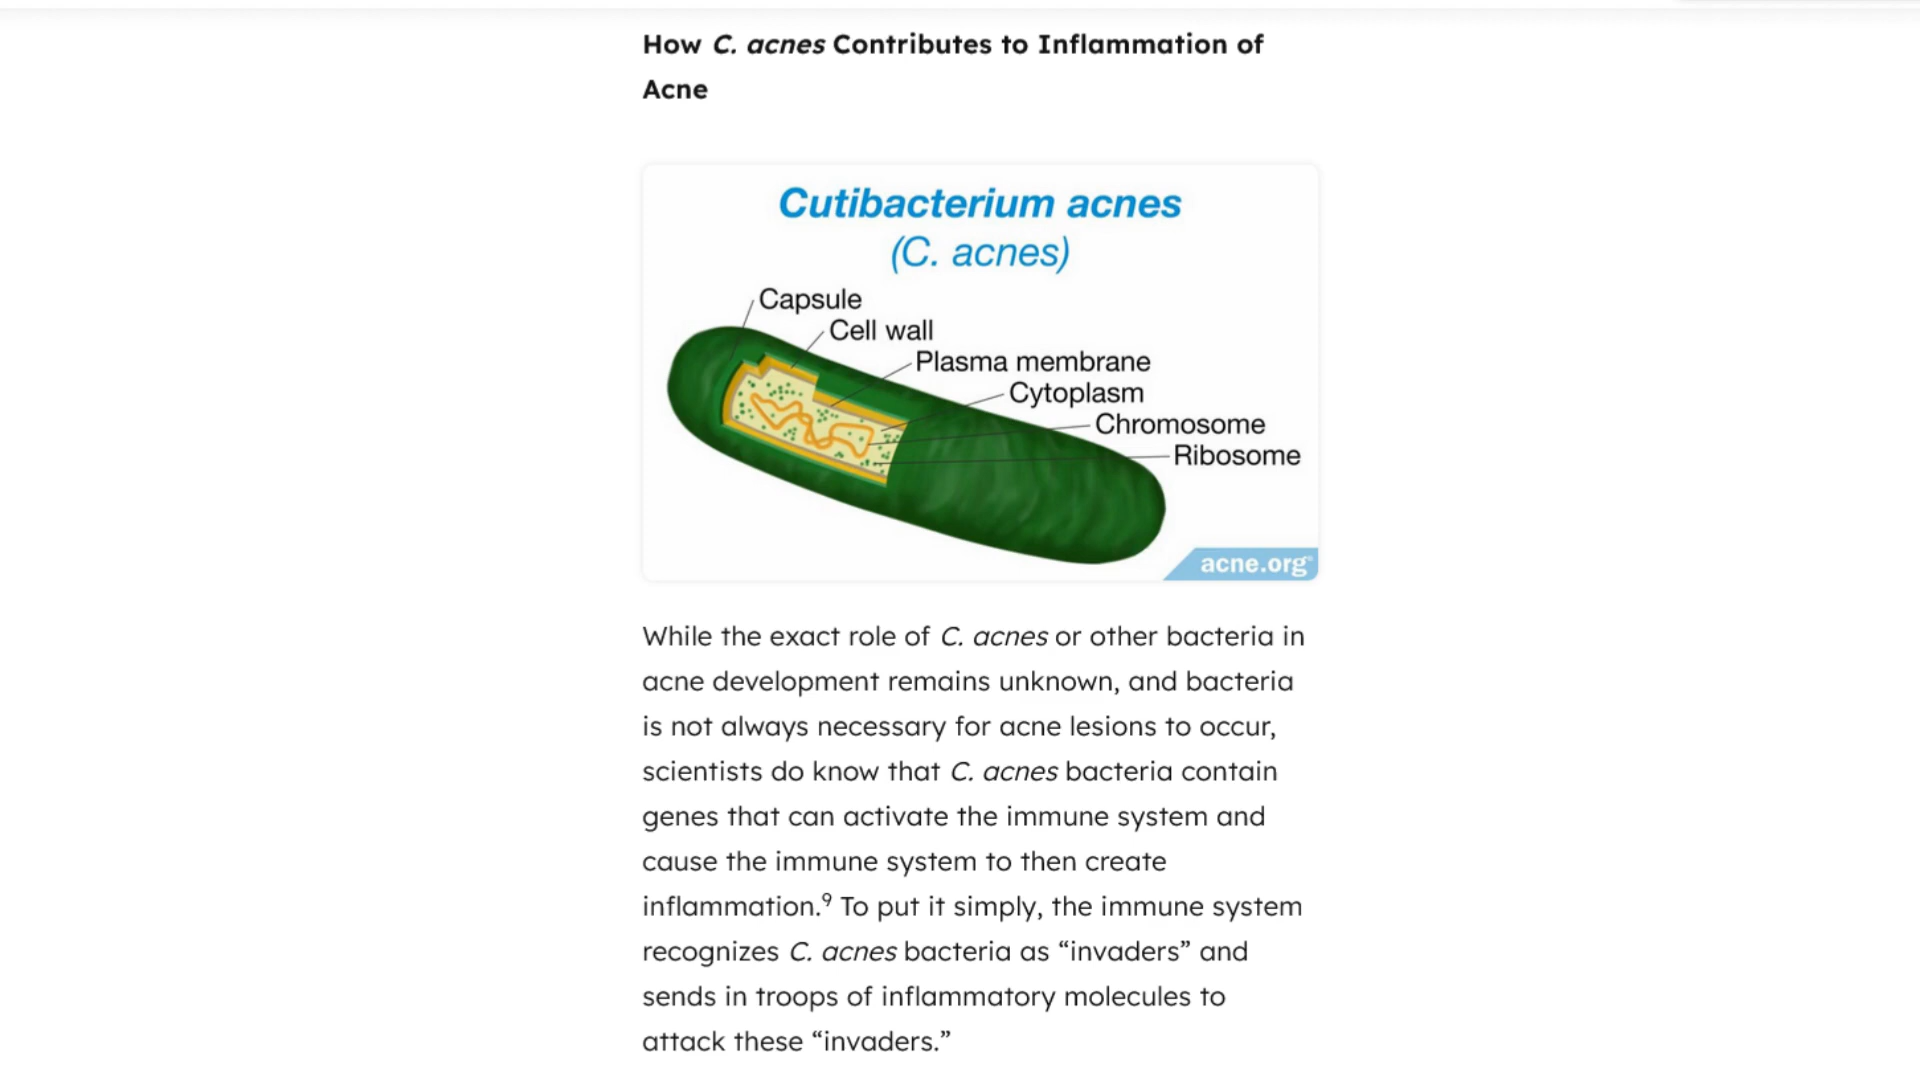 How C. acnes Contributes to Inflammation of
Acne
Cutibacterium acnes
(C. acnes)
Capsule
Cell wall
Plasma membrane
Cytoplasm
Chromosome
Ribosome
acne.org®
While the exact role of C. acnes or other bacteria in
acne development remains unknown, and bacteria
is not always necessary for acne lesions to occur,
scientists do know that C. acnes bacteria contain
genes that can activate the immune system and
cause the immune system to then create
inflammation.⁹ To put it simply, the immune system
recognizes C. acnes bacteria as “invaders” and
sends in troops of inflammatory molecules to
attack these “invaders.”